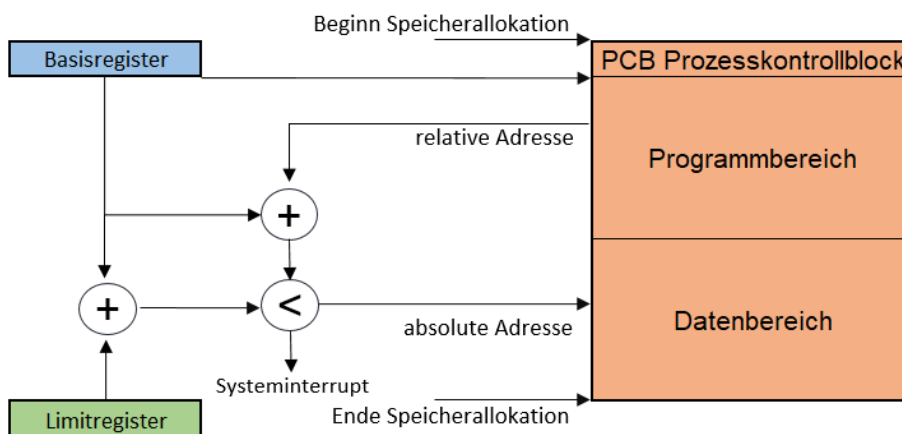 Beginn Speicherallokation
Basisregister
PCB Prozesskontrollblock
relative Adresse
Programmbereich
+
+
<
absolute Adresse
Datenbereich
Systeminterrupt
Limitregister
Ende Speicherallokation